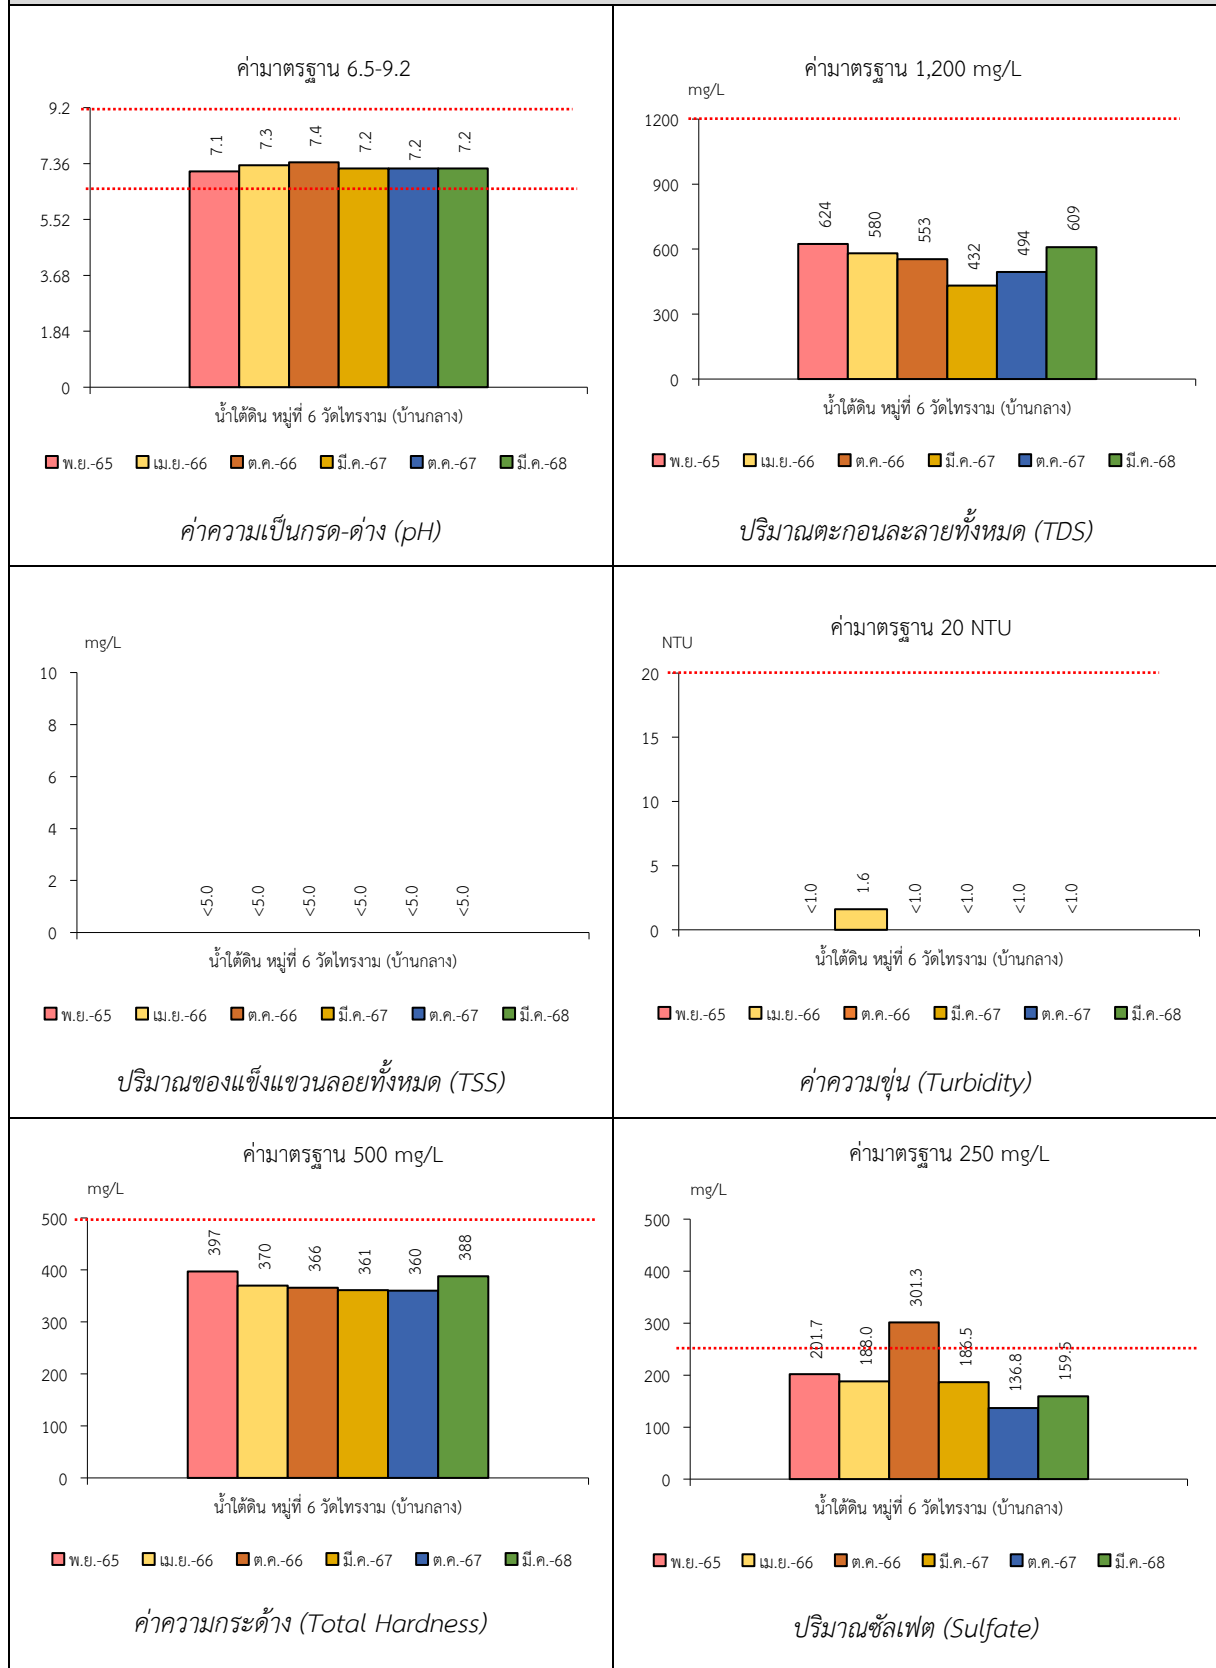 ค่ามาตรฐาน 6.5-9.2
9.2
7.36
5.52
3.68
1.84
0
7.1
7.3
7.4
7.2
7.2
7.2
น้ำใต้ดิน หมู่ที่ 6 วัดไทรงาม (บ้านกลาง)
พ.ย.-65 เม.ย.-66 ต.ค.-66 มี.ค.-67 ต.ค.-67 มี.ค.-68
ค่าความเป็นกรด-ด่าง (pH)
ค่ามาตรฐาน 1,200 mg/L
mg/L
1200
900
600
300
0
624
580
553
432
494
609
น้ำใต้ดิน หมู่ที่ 6 วัดไทรงาม (บ้านกลาง)
พ.ย.-65 เม.ย.-66 ต.ค.-66 มี.ค.-67 ต.ค.-67 มี.ค.-68
ปริมาณตะกอนละลายทั้งหมด (TDS)
mg/L
10
8
6
4
2
0
<5.0
<5.0
<5.0
<5.0
<5.0
<5.0
น้ำใต้ดิน หมู่ที่ 6 วัดไทรงาม (บ้านกลาง)
พ.ย.-65 เม.ย.-66 ต.ค.-66 มี.ค.-67 ต.ค.-67 มี.ค.-68
ปริมาณของแข็งแขวนลอยทั้งหมด (TSS)
ค่ามาตรฐาน 20 NTU
NTU
20
15
10
5
0
<1.0
1.6
<1.0
<1.0
<1.0
<1.0
น้ำใต้ดิน หมู่ที่ 6 วัดไทรงาม (บ้านกลาง)
พ.ย.-65 เม.ย.-66 ต.ค.-66 มี.ค.-67 ต.ค.-67 มี.ค.-68
ค่าความขุ่น (Turbidity)
ค่ามาตรฐาน 500 mg/L
mg/L
500
400
300
200
100
0
397
370
366
361
360
388
น้ำใต้ดิน หมู่ที่ 6 วัดไทรงาม (บ้านกลาง)
พ.ย.-65 เม.ย.-66 ต.ค.-66 มี.ค.-67 ต.ค.-67 มี.ค.-68
ค่าความกระด้าง (Total Hardness)
ค่ามาตรฐาน 250 mg/L
mg/L
500
400
300
200
100
0
201.7
188.0
301.3
186.5
136.8
159.5
น้ำใต้ดิน หมู่ที่ 6 วัดไทรงาม (บ้านกลาง)
พ.ย.-65 เม.ย.-66 ต.ค.-66 มี.ค.-67 ต.ค.-67 มี.ค.-68
ปริมาณซัลเฟต (Sulfate)